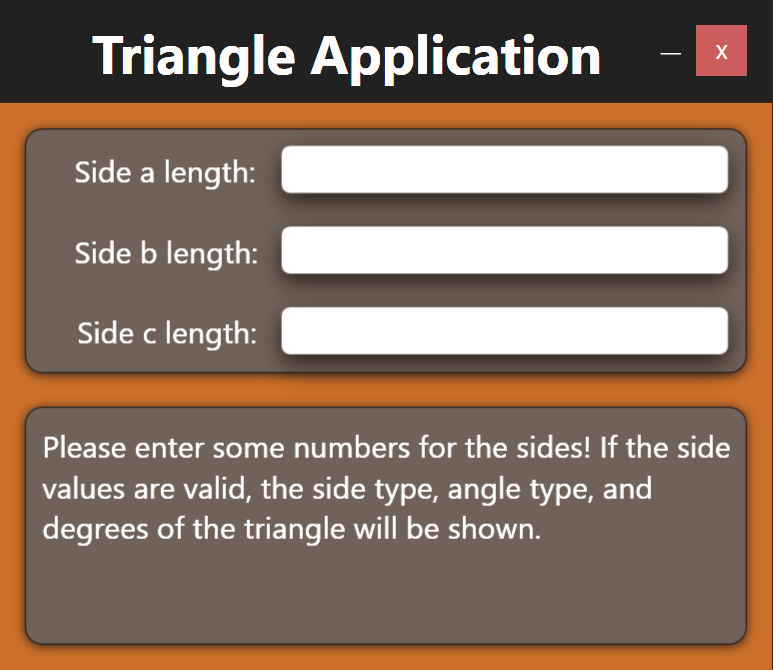 Triangle Application
— x
Side a length:
Side b length:
Side c length:
Please enter some numbers for the sides! If the side
values are valid, the side type, angle type, and
degrees of the triangle will be shown.